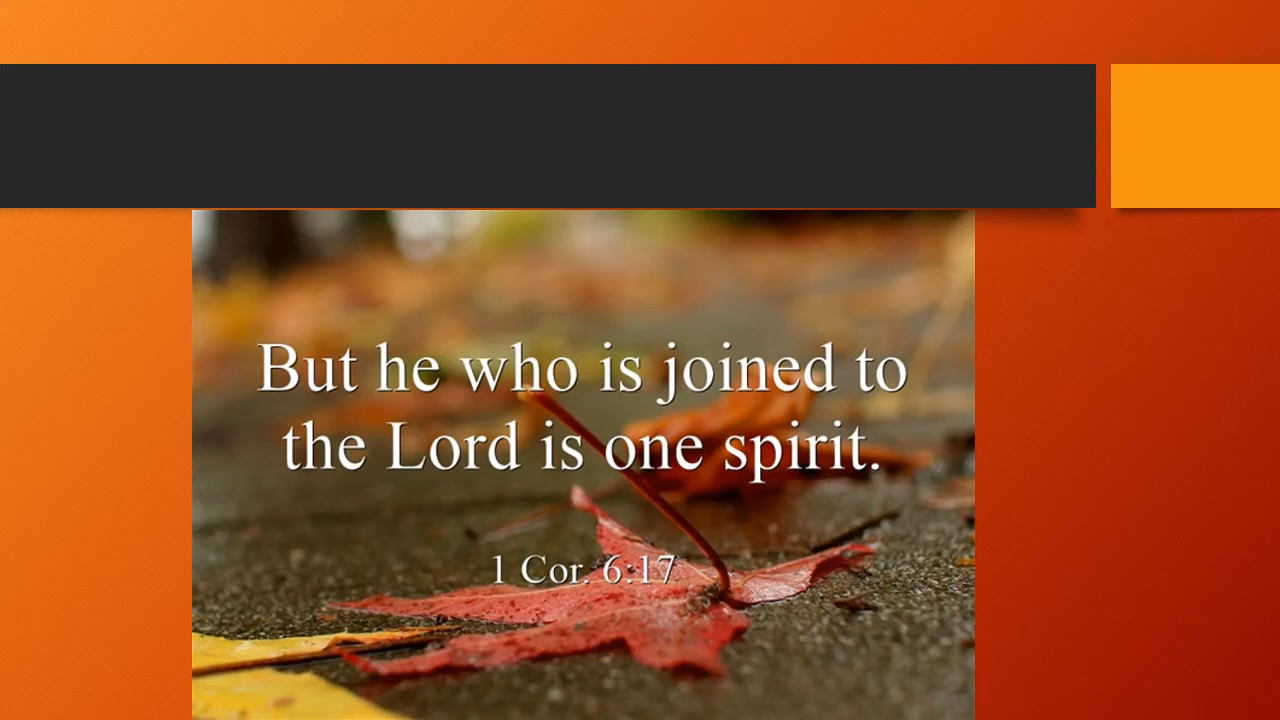 But he who is joined to
the Lord is one spirit.
1 Cor. 6:17